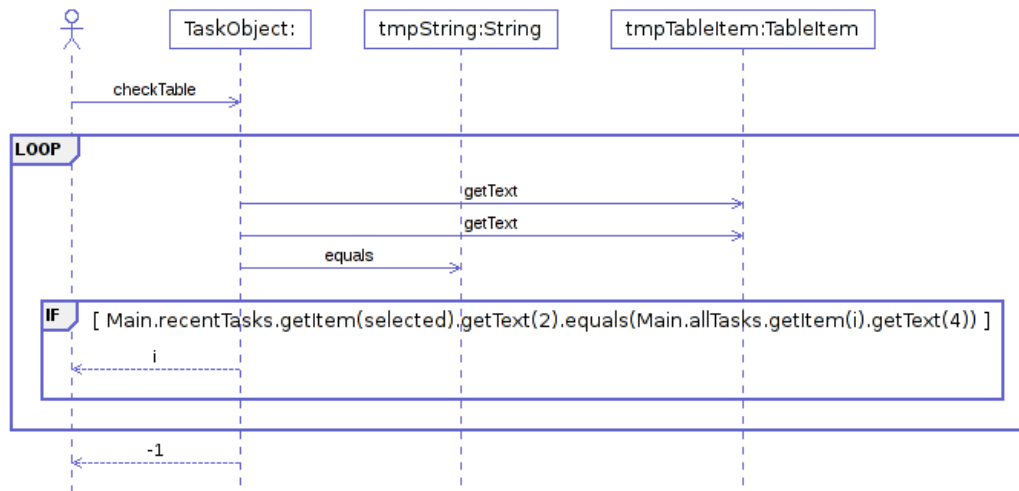 TaskObject:
tmpString:String
tmpTableItem:TableItem
checkTable
LOOP
getText
getText
equals
IF
[ Main.recentTasks.getItem(selected).getText(2).equals(Main.allTasks.getItem(i).getText(4)) ]
i
-1